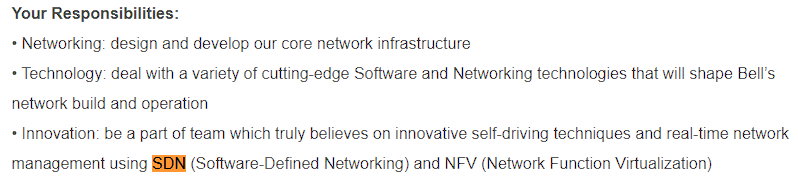 Your Responsibilities:
• Networking: design and develop our core network infrastructure
• Technology: deal with a variety of cutting-edge Software and Networking technologies that will shape Bell's
network build and operation
• Innovation: be a part of team which truly believes on innovative self-driving techniques and real-time network
management using SDN (Software-Defined Networking) and NFV (Network Function Virtualization)